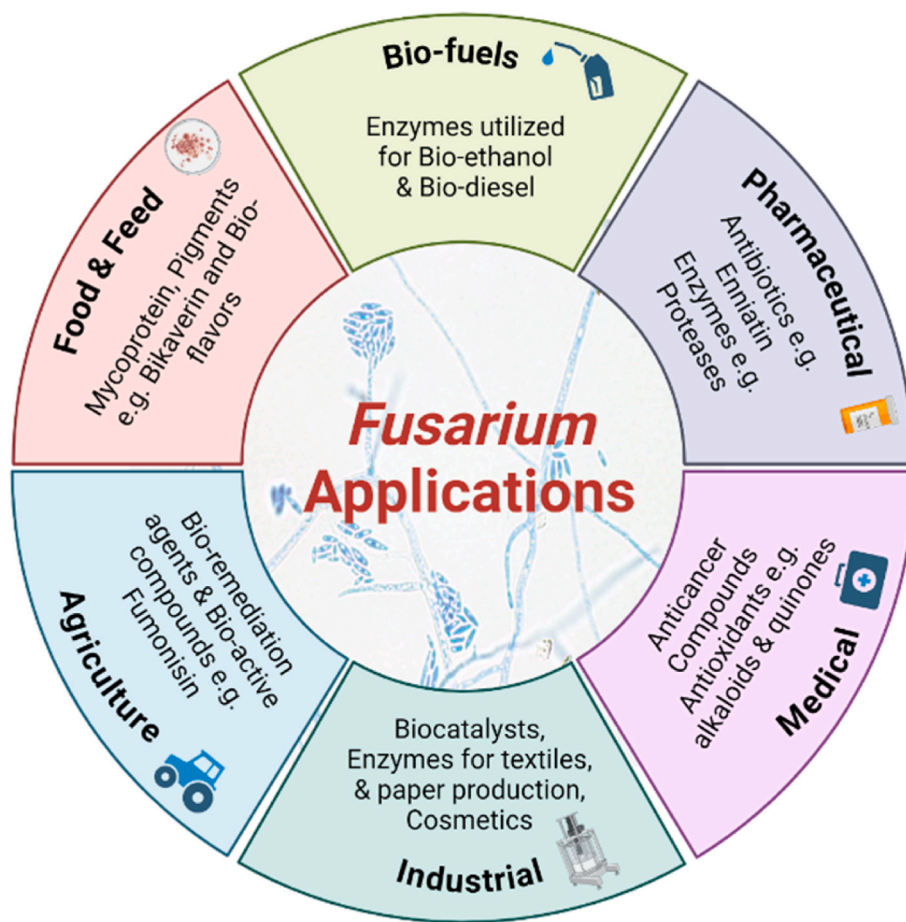 Fusarium
Applications
Bio-fuels
Enzymes utilized
for Bio-ethanol
& Bio-diesel
Pharmaceutical
Antibiotics e.g.
Enniatin
Enzymes e.g.
Proteases
Medical
Anticancer
Compounds
Antioxidants e.g.
alkaloids & quinones
Biocatalysts,
Enzymes for textiles,
& paper production,
Cosmetics
Industrial
Agriculture
Bio-remediation
agents & Bio-active
compounds e.g.
Fumonisin
Food & Feed
Mycoprotein, Pigments
e.g. Bikaverin and Bio-
flavors